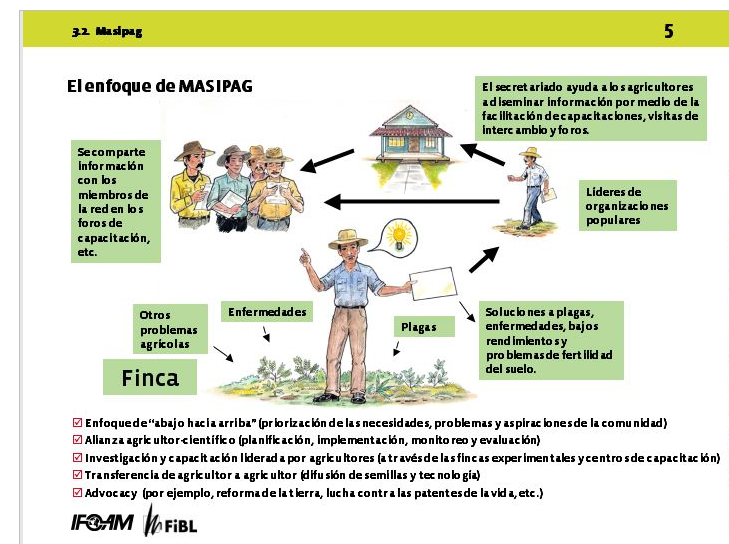 3.2. Masipag
5
El enfoque de MASIPAG
El secretariado ayuda a los agricultores
a diseminar información por medio de la
facilitación de capacitaciones, visitas de
intercambio y foros.
Se comparte
información
con los
miembros de
la red en los
foros de
capacitación,
etc.
Líderes de
organizaciones
populares
Otros
problemas
agrícolas
Enfermedades
Plagas
Soluciones a plagas,
enfermedades, bajos
rendimientos y
problemas de fertilidad
del suelo.
Finca
☑ Enfoque de “abajo hacia arriba” (priorización de las necesidades, problemas y aspiraciones de la comunidad)
☑ Alianza agricultor-científico (planificación, implementación, monitoreo y evaluación)
☑ Investigación y capacitación liderada por agricultores (a través de las fincas experimentales y centros de capacitación)
☑ Transferencia de agricultor a agricultor (difusión de semillas y tecnología)
☑ Advocacy (por ejemplo, reforma de la tierra, lucha contra las patentes de la vida, etc.)
IFOAM FiBL